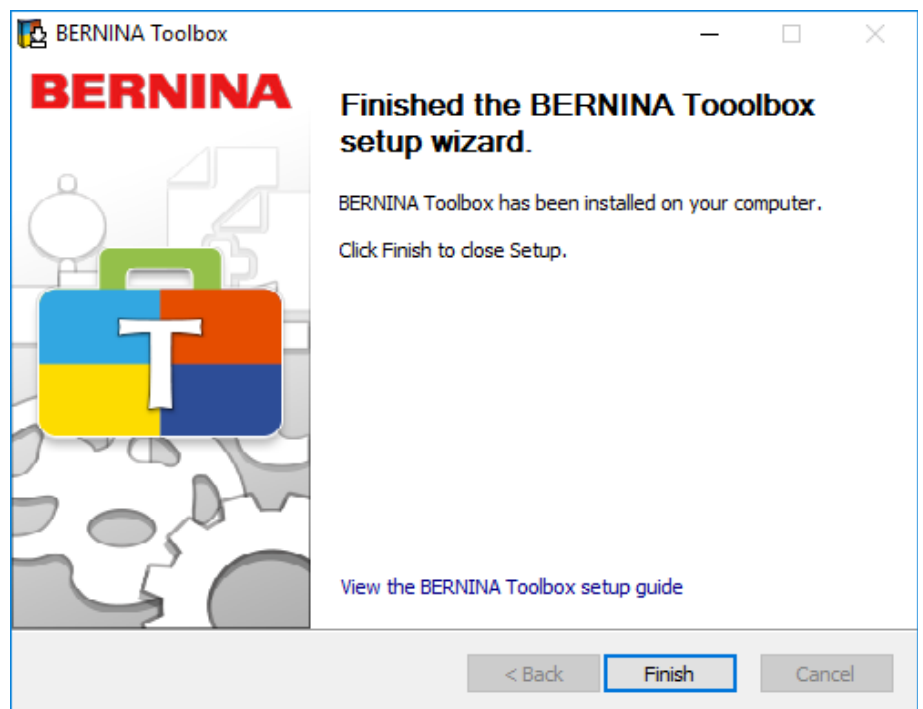 BERNINA Toolbox
BERNINA
Finished the BERNINA Tooolbox
setup wizard.
BERNINA Toolbox has been installed on your computer.
Click Finish to close Setup.
T
View the BERNINA Toolbox setup guide
< Back
Finish
Cancel